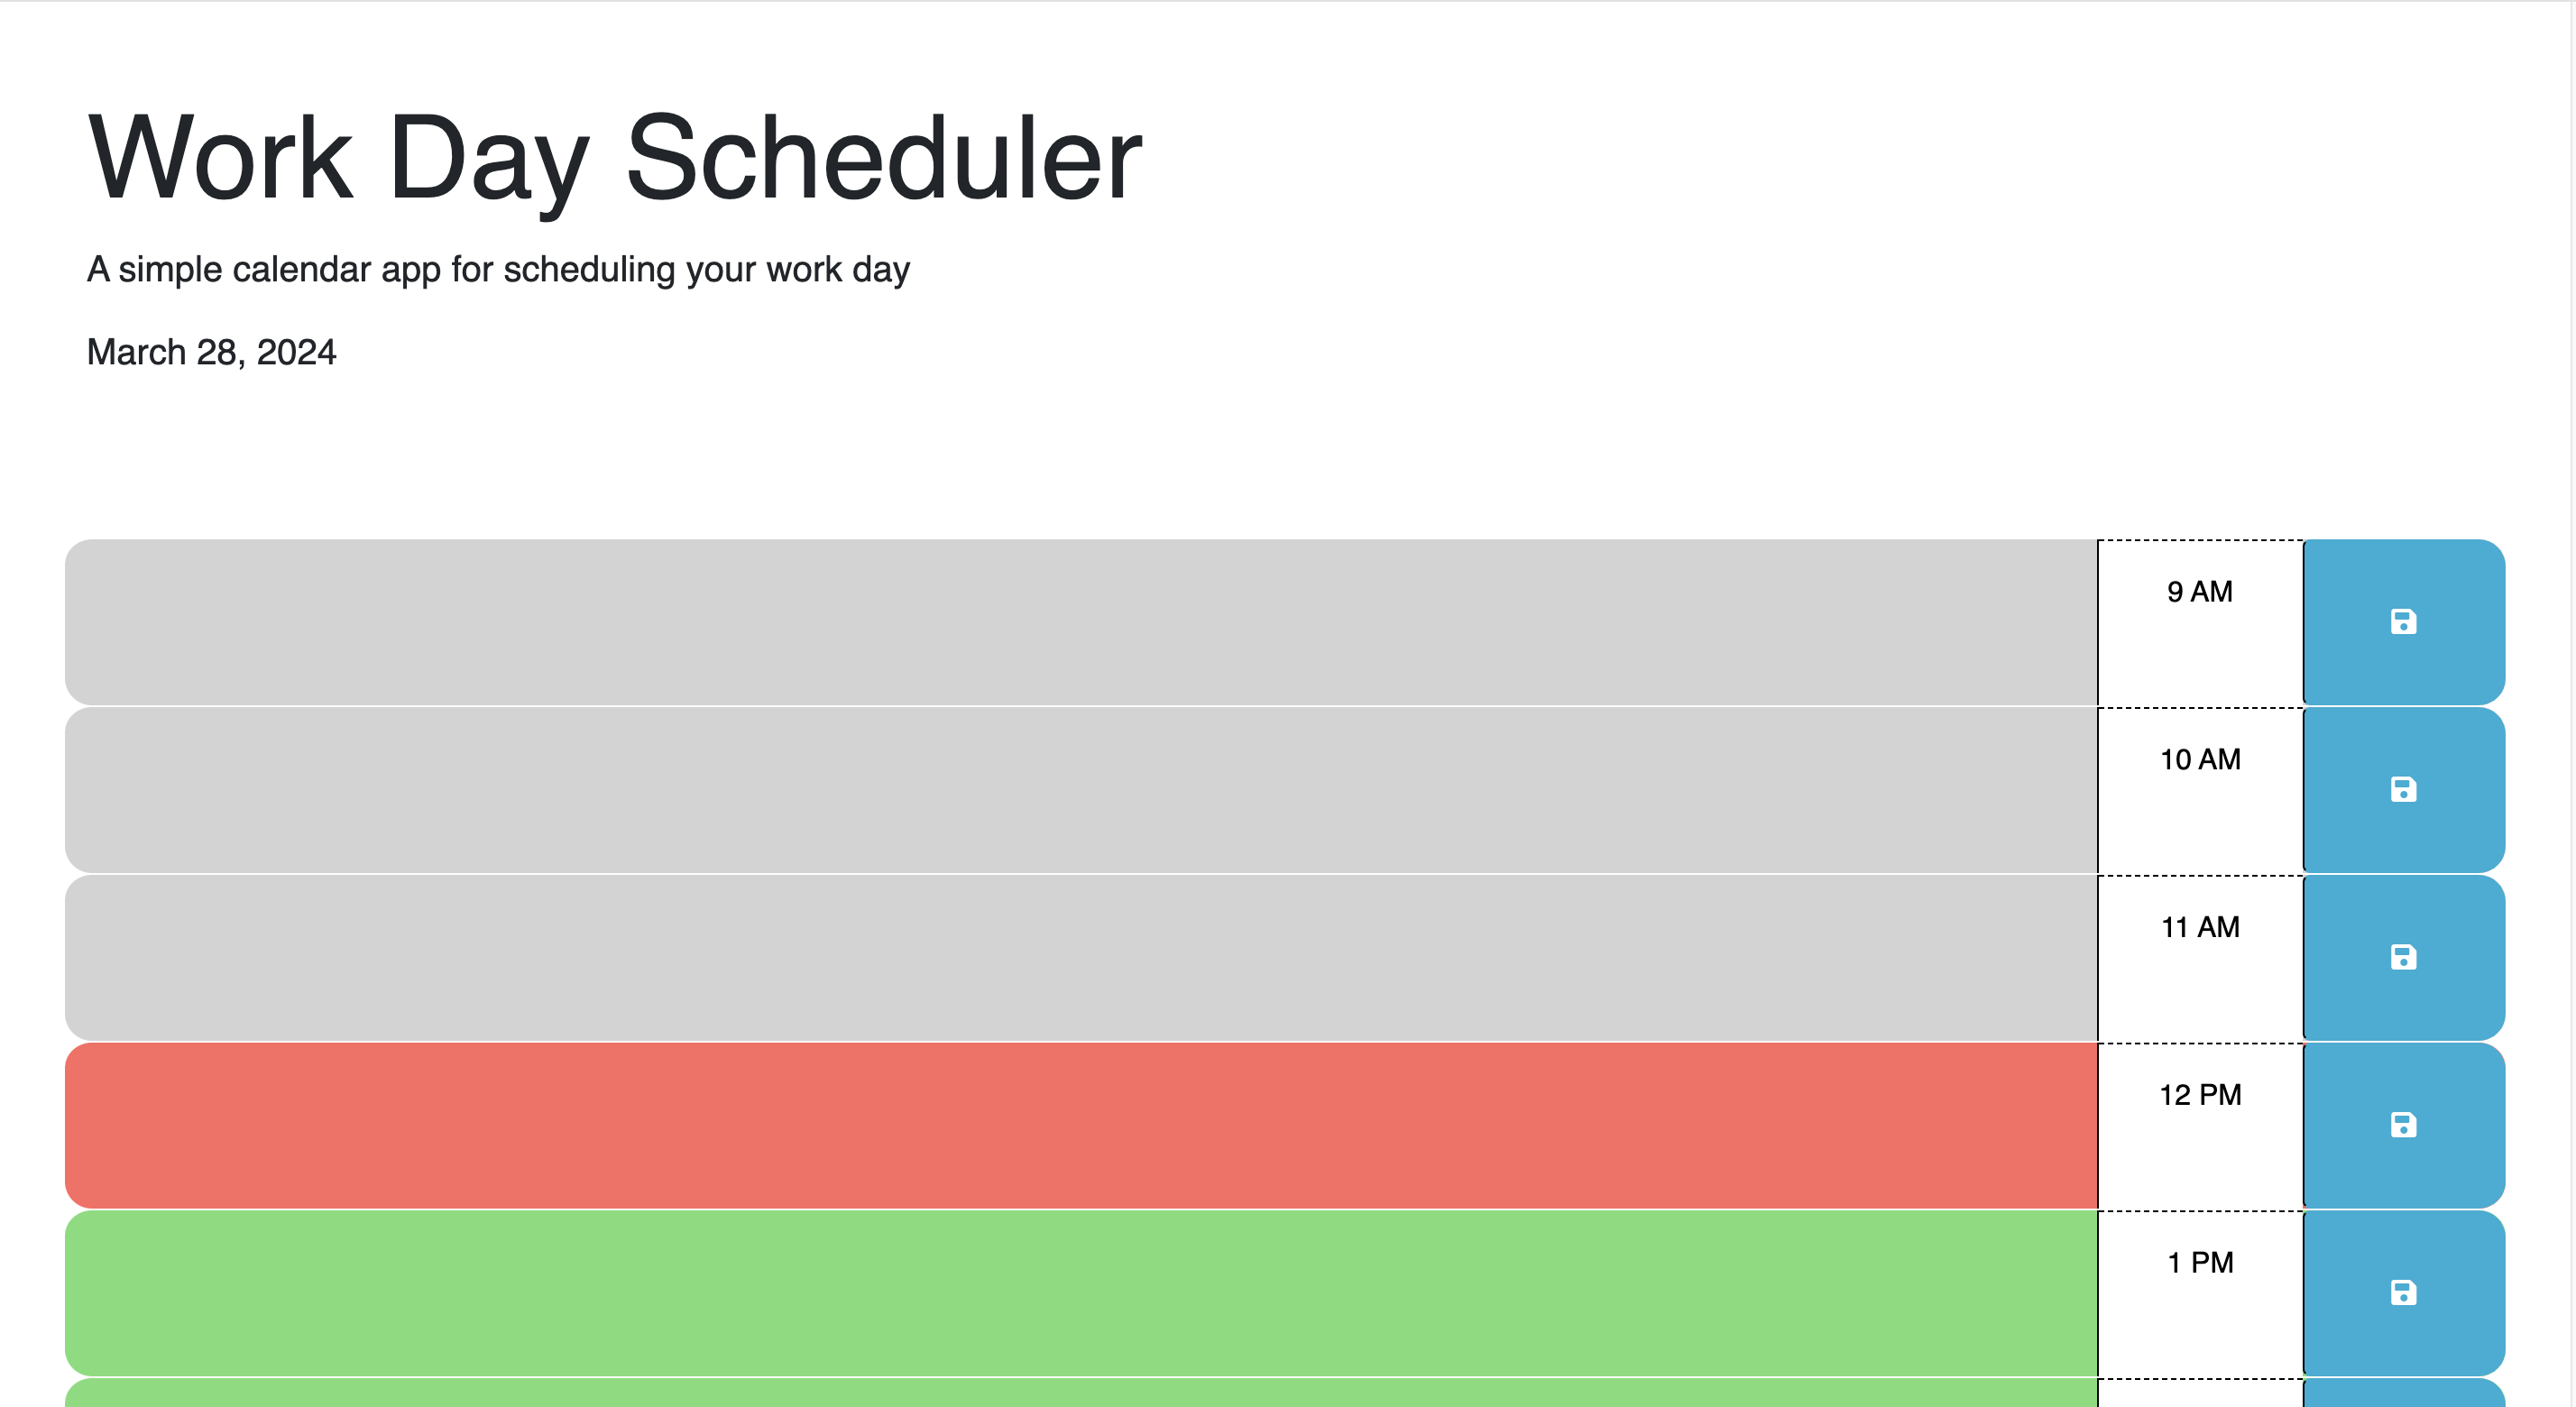 Work Day Scheduler
A simple calendar app for scheduling your work day
March 28, 2024
9 AM
10 AM
11 AM
12 PM
1 PM